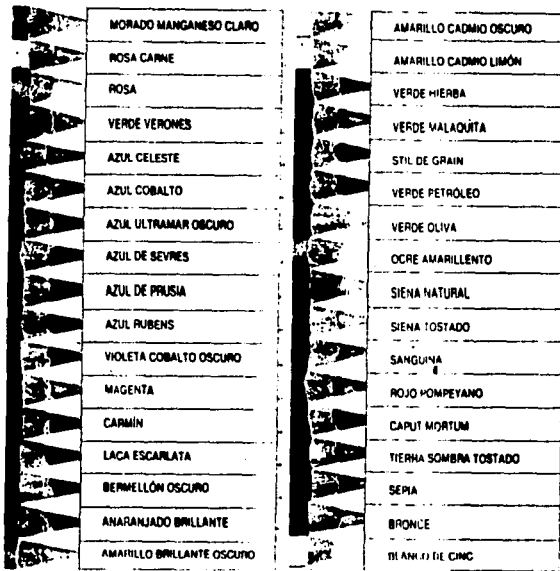 MORADO MANGANESO CLARO
ROSA CARNE
ROSA
VERDE VERONES
AZUL CELESTE
AZUL COBALTO
AZUL ULTRAMAR OSCURO
AZUL DE SEVRES
AZUL DE PRUSIA
AZUL RUBENS
VIOLETA COBALTO OSCURO
MAGENTA
CARMÍN
LACA ESCARLATA
BERMELLÓN OSCURO
ANARANJADO BRILLANTE
AMARILLO BRILLANTE OSCURO
AMARILLO CADMIO OSCURO
AMARILLO CADMIO LIMÓN
VERDE HIERBA
VERDE MALAQUITA
STIL DE GRAIN
VERDE PETRÓLEO
VERDE OLIVA
OCRE AMARILLENTO
SIENA NATURAL
SIENA TOSTADO
SANGUINA
ROJO POMPEYANO
CAPUT MORTUM
TIERRA SOMBRA TOSTADO
SEPIA
BRONCE
BLANCO DE CINC